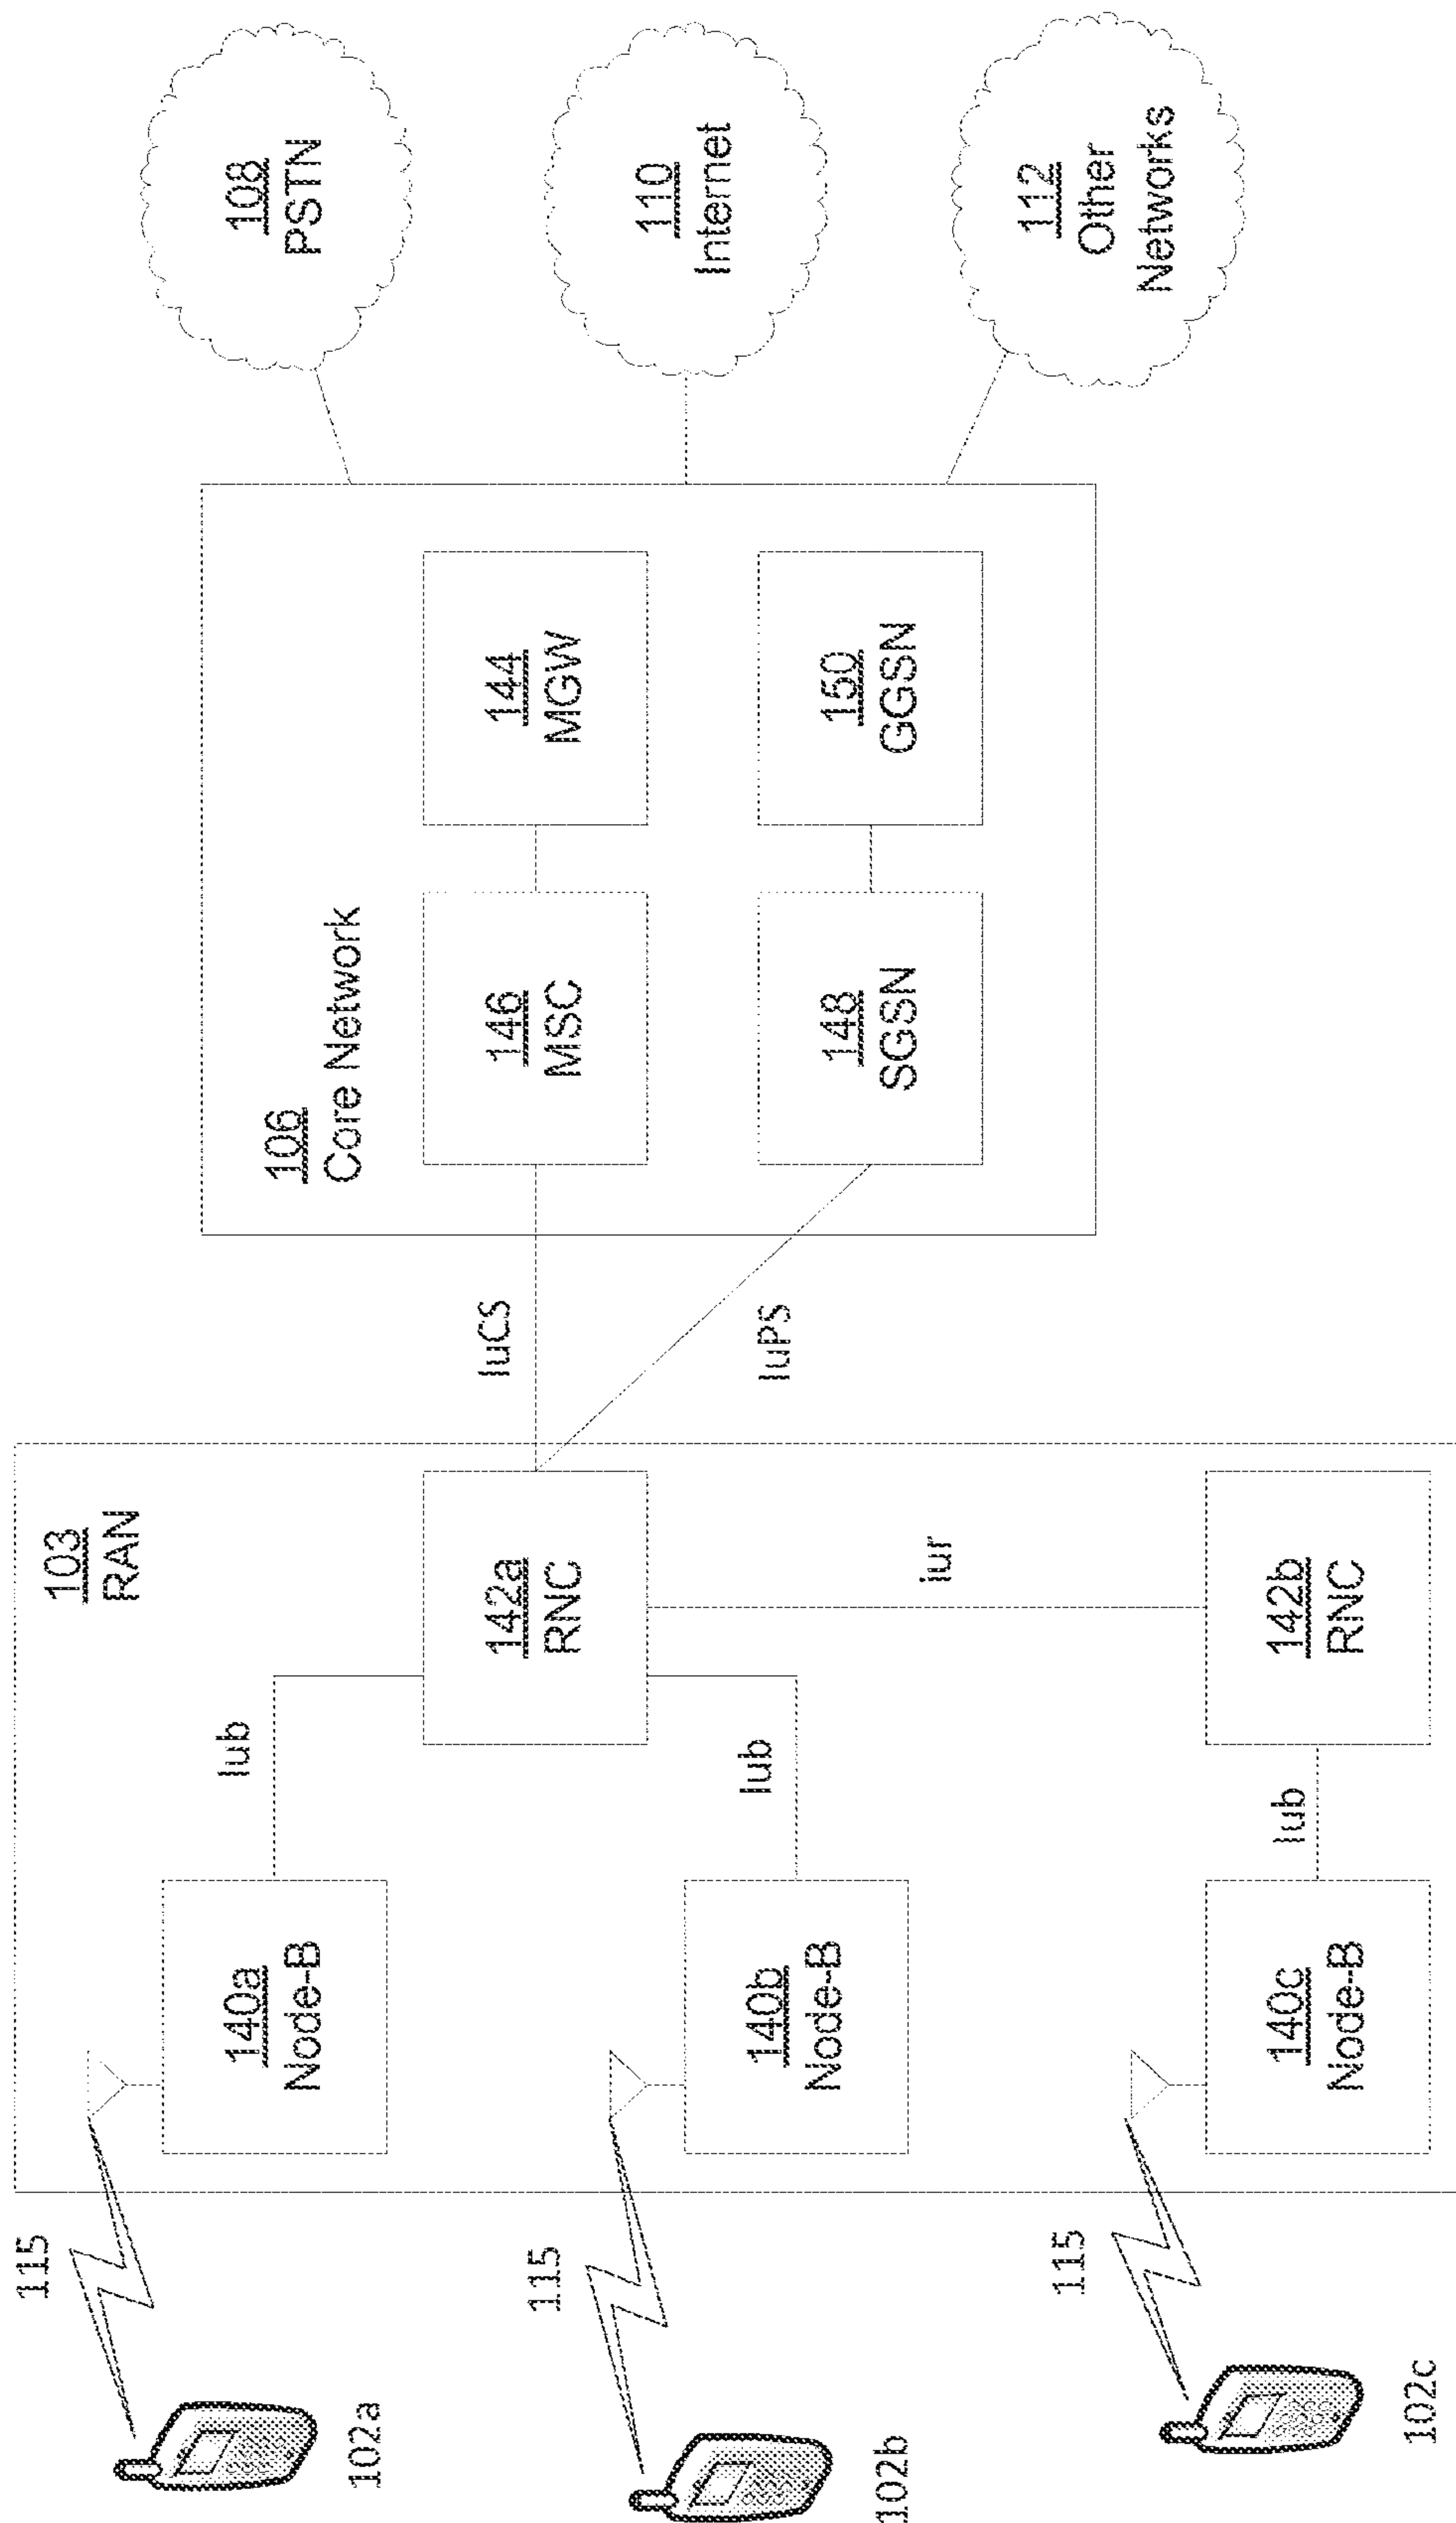 103
RAN
115
102a
140a
Node-B
Iub
142a
RNC
115
102b
140b
Node-B
Iub
iur
115
102c
140c
Node-B
Iub
142b
RNC
IuCS
IuPS
106
Core Network
146
MSC
144
MGW
148
SGSN
150
GGSN
108
PSTN
110
Internet
112
Other
Networks